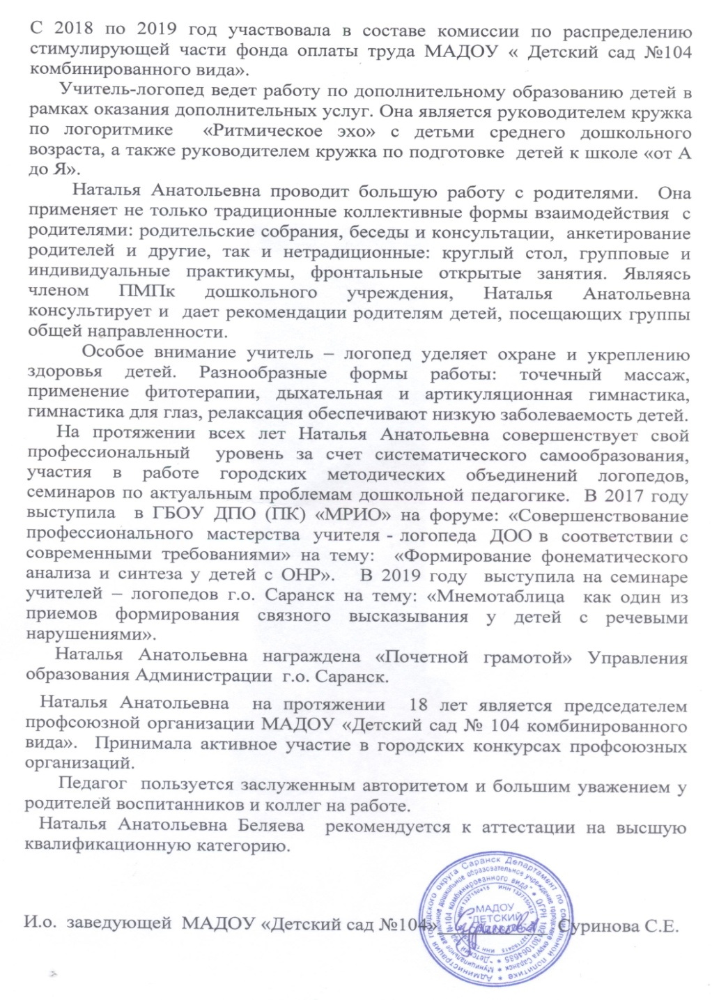 С 2018 по 2019 год участвовала в составе комиссии по распределению
стимулирующей части фонда оплаты труда МАДОУ « Детский сад №104
комбинированного вида».
Учитель-логопед ведет работу по дополнительному образованию детей в
рамках оказания дополнительных услуг. Она является руководителем кружка
по логоритмике «Ритмическое эхо» с детьми среднего дошкольного
возраста, а также руководителем кружка по подготовке детей к школе «от А
до Я».
Наталья Анатольевна проводит большую работу с родителями. Она
применяет не только традиционные коллективные формы взаимодействия с
родителями: родительские собрания, беседы и консультации, анкетирование
родителей и другие, так и нетрадиционные: круглый стол, групповые и
индивидуальные практикумы, фронтальные открытые занятия. Являясь
членом ПМПк дошкольного учреждения, Наталья Анатольевна
консультирует и дает рекомендации родителям детей, посещающих группы
общей направленности.
Особое внимание учитель – логопед уделяет охране и укреплению
здоровья детей. Разнообразные формы работы: точечный массаж,
применение фитотерапии, дыхательная и артикуляционная гимнастика,
гимнастика для глаз, релаксация обеспечивают низкую заболеваемость детей.
На протяжении всех лет Наталья Анатольевна совершенствует свой
профессиональный уровень за счет систематического самообразования,
участия в работе городских методических объединений логопедов,
семинаров по актуальным проблемам дошкольной педагогике. В 2017 году
выступила в ГБОУ ДПО (ПК) «МРИО» на форуме: «Совершенствование
профессионального мастерства учителя - логопеда ДОО в соответствии с
современными требованиями» на тему: «Формирование фонематического
анализа и синтеза у детей с ОНР». В 2019 году выступила на семинаре
учителей – логопедов г.о. Саранск на тему: «Мнемотаблица как один из
приемов формирования связного высказывания у детей с речевыми
нарушениями».
Наталья Анатольевна награждена «Почетной грамотой» Управления
образования Администрации г.о. Саранск.
Наталья Анатольевна на протяжении 18 лет является председателем
профсоюзной организации МАДОУ «Детский сад № 104 комбинированного
вида». Принимала активное участие в городских конкурсах профсоюзных
организаций.
Педагог пользуется заслуженным авторитетом и большим уважением у
родителей воспитанников и коллег на работе.
Наталья Анатольевна Беляева рекомендуется к аттестации на высшую
квалификационную категорию.
И.о. заведующей МАДОУ «Детский сад №104»____________ Суринова С.Е.
Администрация городского округа Саранск Департамент по социальной политике
МАДОУ
"ДЕТСКИЙ